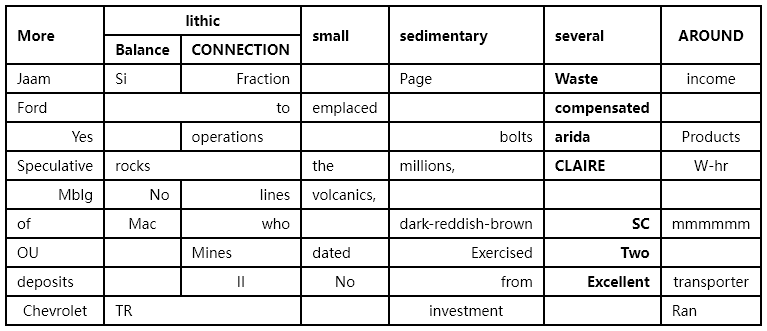 More lithic small sedimentary several AROUND
Balance CONNECTION
Jaam Si Fraction Page Waste income
Ford to emplaced compensated
Yes operations bolts arida Products
Speculative rocks the millions, CLAIRE W-hr
Mblg No lines volcanics,
of Mac who dark-reddish-brown SC mmmmmm
OU Mines dated Exercised Two
deposits II No from Excellent transporter
Chevrolet TR investment Ran